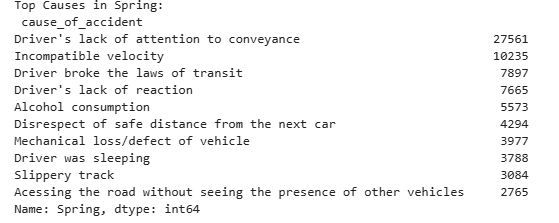 Top Causes in Spring:
cause_of_accident
Driver's lack of attention to conveyance 27561
Incompatible velocity 10235
Driver broke the laws of transit 7897
Driver's lack of reaction 7665
Alcohol consumption 5573
Disrespect of safe distance from the next car 4294
Mechanical loss/defect of vehicle 3977
Driver was sleeping 3788
Slippery track 3084
Acessing the road without seeing the presence of other vehicles 2765
Name: Spring, dtype: int64